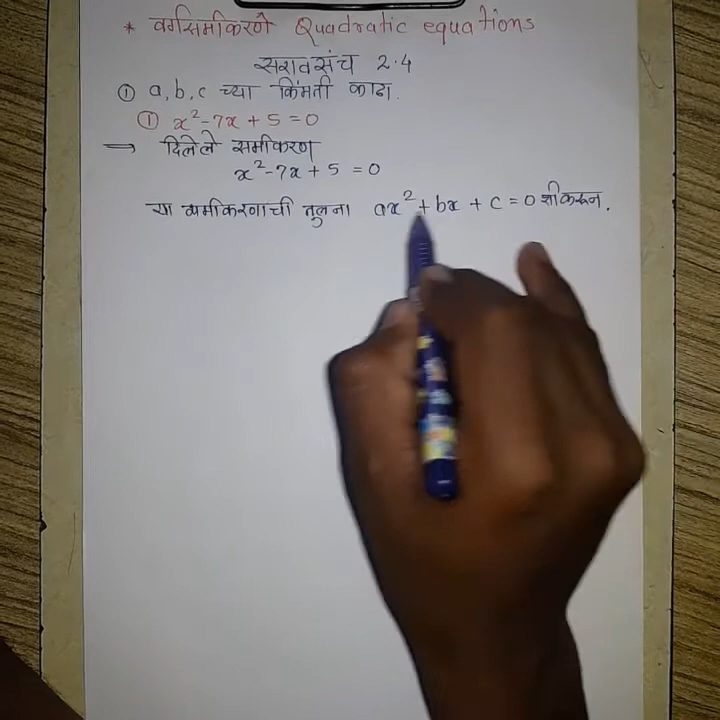 * वर्गसमीकरणे Quadratic equations
सरावसंच 2.4
① a, b, c च्या किंमती काढा.
① x²-7x + 5 = 0
→ दिलेले समीकरण
x²-7x + 5 = 0
या समीकरणाची तुलना ax² + bx + c = 0 शी करून.